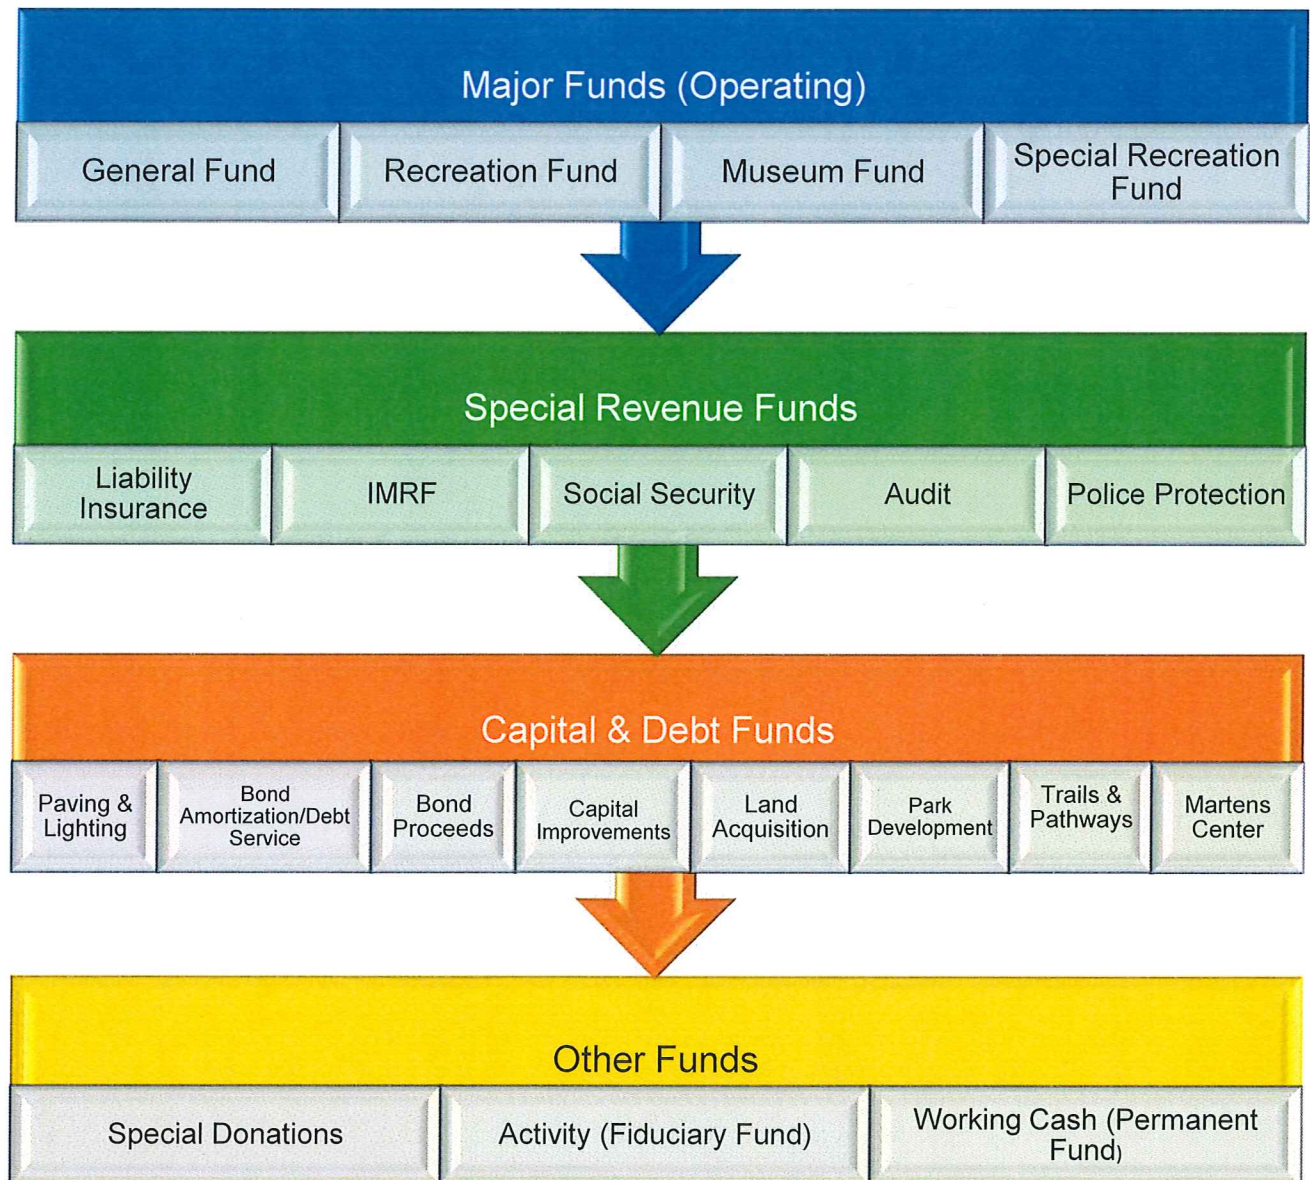 Major Funds (Operating)
General Fund
Recreation Fund
Museum Fund
Special Recreation
Fund
Special Revenue Funds
Liability
Insurance
IMRF
Social Security
Audit
Police Protection
Capital & Debt Funds
Paving &
Lighting
Bond
Amortization/Debt
Service
Bond
Proceeds
Capital
Improvements
Land
Acquisition
Park
Development
Trails &
Pathways
Martens
Center
Other Funds
Special Donations
Activity (Fiduciary Fund)
Working Cash (Permanent
Fund)